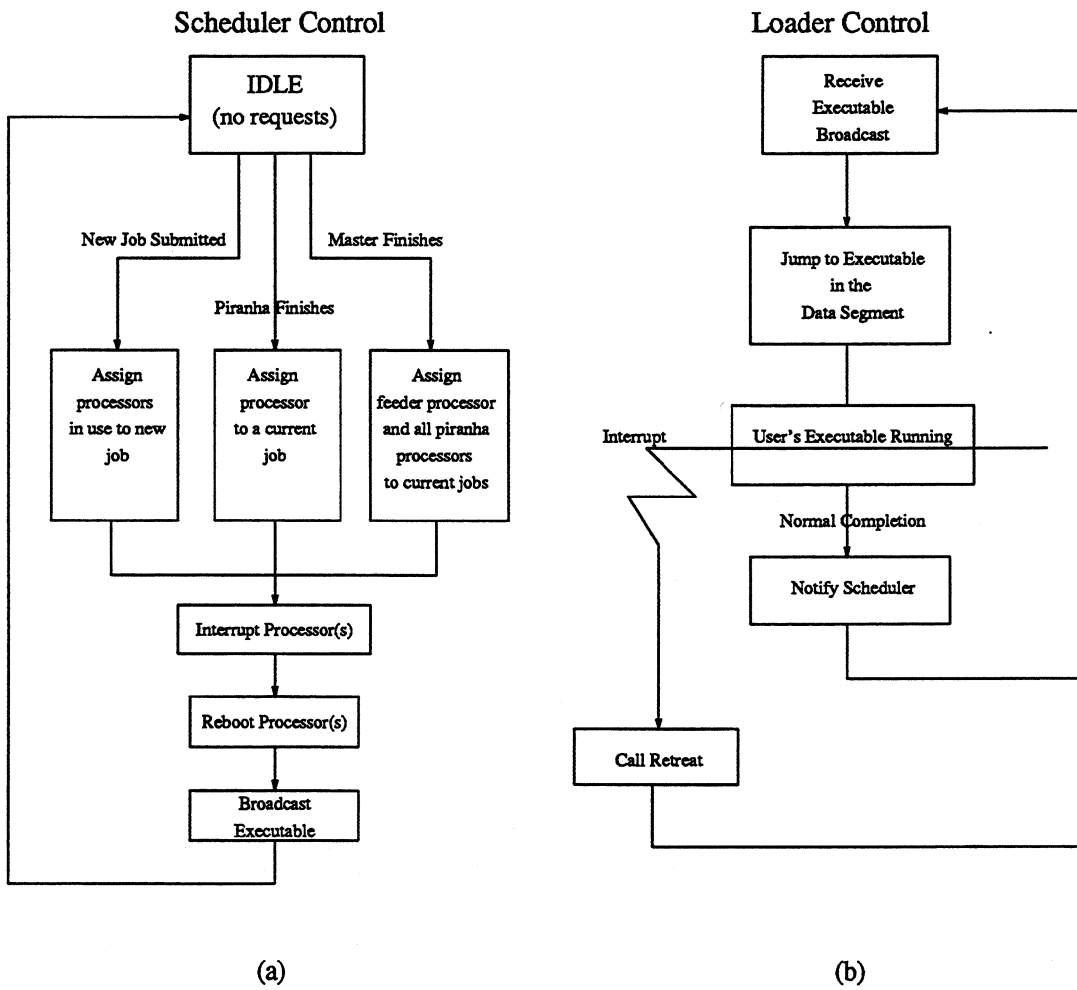 Scheduler Control
IDLE
(no requests)
New Job Submitted
Master Finishes
Piranha Finishes
Assign
processors
in use to new
job
Assign
processor
to a current
job
Assign
feeder processor
and all piranha
processors
to current jobs
Interrupt Processor(s)
Reboot Processor(s)
Broadcast
Executable
(a)
Loader Control
Receive
Executable
Broadcast
Jump to Executable
in the
Data Segment
Interrupt
User's Executable Running
Normal Completion
Notify Scheduler
Call Retreat
(b)